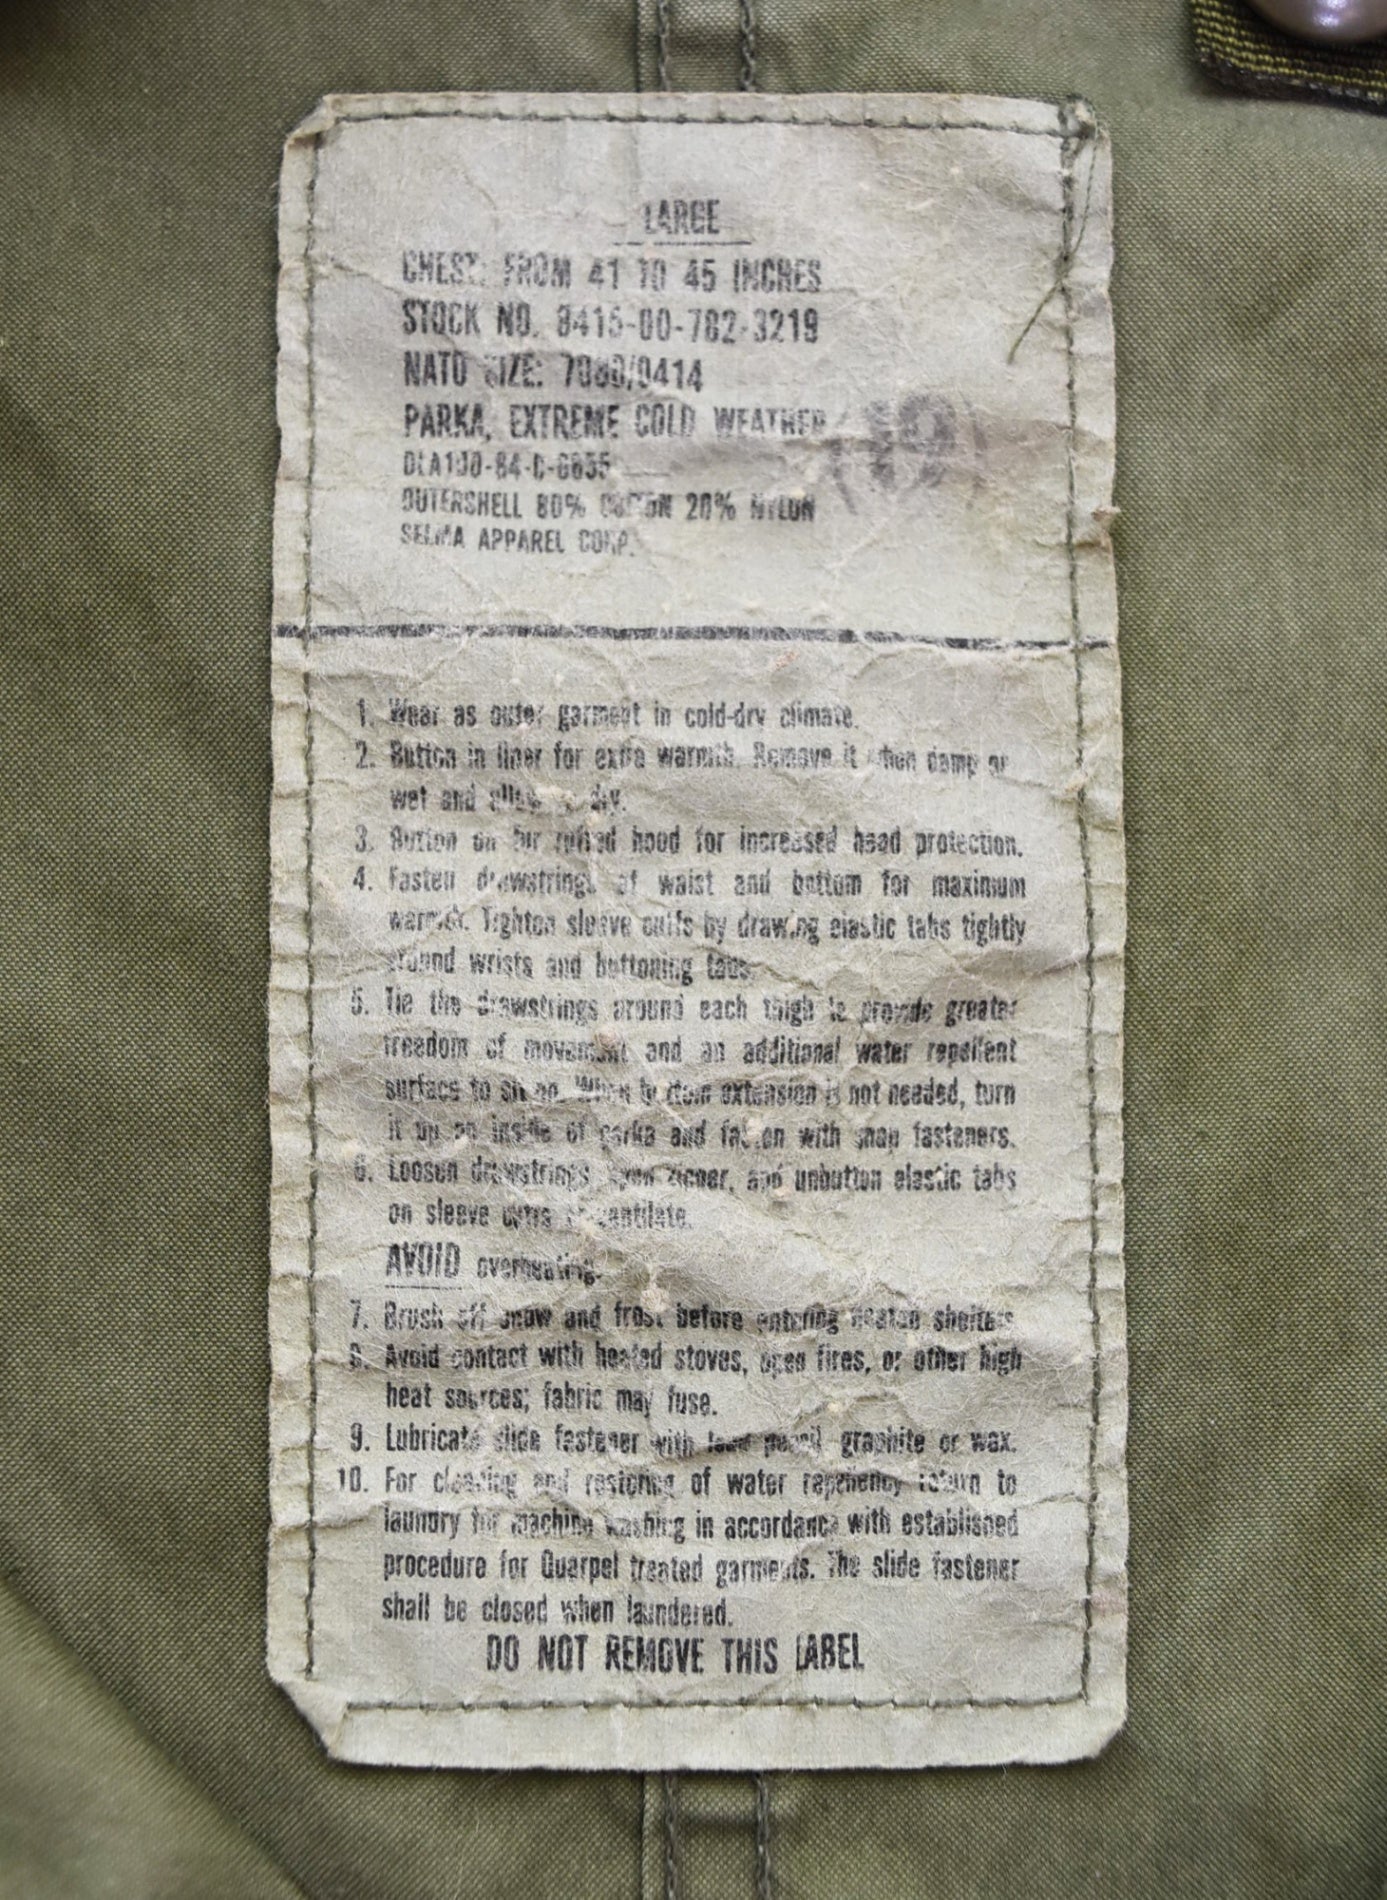 LARGE
CHEST: FROM 41 TO 45 INCHES
STOCK NO. 8415-00-782-3219
NATO SIZE: 7080/0414
PARKA, EXTREME COLD WEATHER
(19)
DLA100-84-C-0635
OUTERSHELL 80% COTTON 20% NYLON
SELMA APPAREL CORP.
1. Wear as outer garment in cold-dry climate.
2. Button in liner for extra warmth. Remove it when damp or
wet and allow to dry.
3. Button on fur ruffed hood for increased head protection.
4. Fasten drawstrings at waist and bottom for maximum
warmth. Tighten sleeve cuffs by drawing elastic tabs tightly
around wrists and buttoning tabs.
5. Tie the drawstrings around each thigh to provide greater
freedom of movement and an additional water repellent
surface to sit on. When bottom extension is not needed, turn
it up on inside of parka and fasten with snap fasteners.
6. Loosen drawstrings, open zipper, and unbutton elastic tabs
on sleeve cuffs to ventilate.
AVOID overheating.
7. Brush off snow and frost before entering heated shelters.
8. Avoid contact with heated stoves, open fires, or other high
heat sources; fabric may fuse.
9. Lubricate slide fastener with lead pencil, graphite or wax.
10. For cleaning and restoring of water repellency return to
laundry for machine washing in accordance with established
procedure for Quarpel treated garments. The slide fastener
shall be closed when laundered.
DO NOT REMOVE THIS LABEL